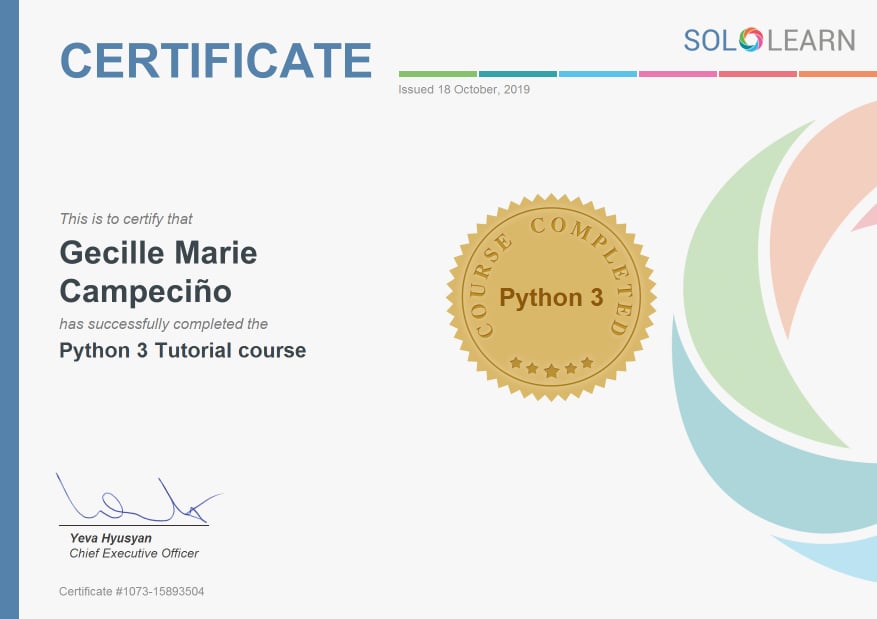 CERTIFICATE
SOLOLEARN
Issued 18 October, 2019
This is to certify that
Gecille Marie
Campeciño
has successfully completed the
Python 3 Tutorial course
COURSE COMPLETED
Python 3
Yeva Hyusyan
Chief Executive Officer
Certificate #1073-15893504